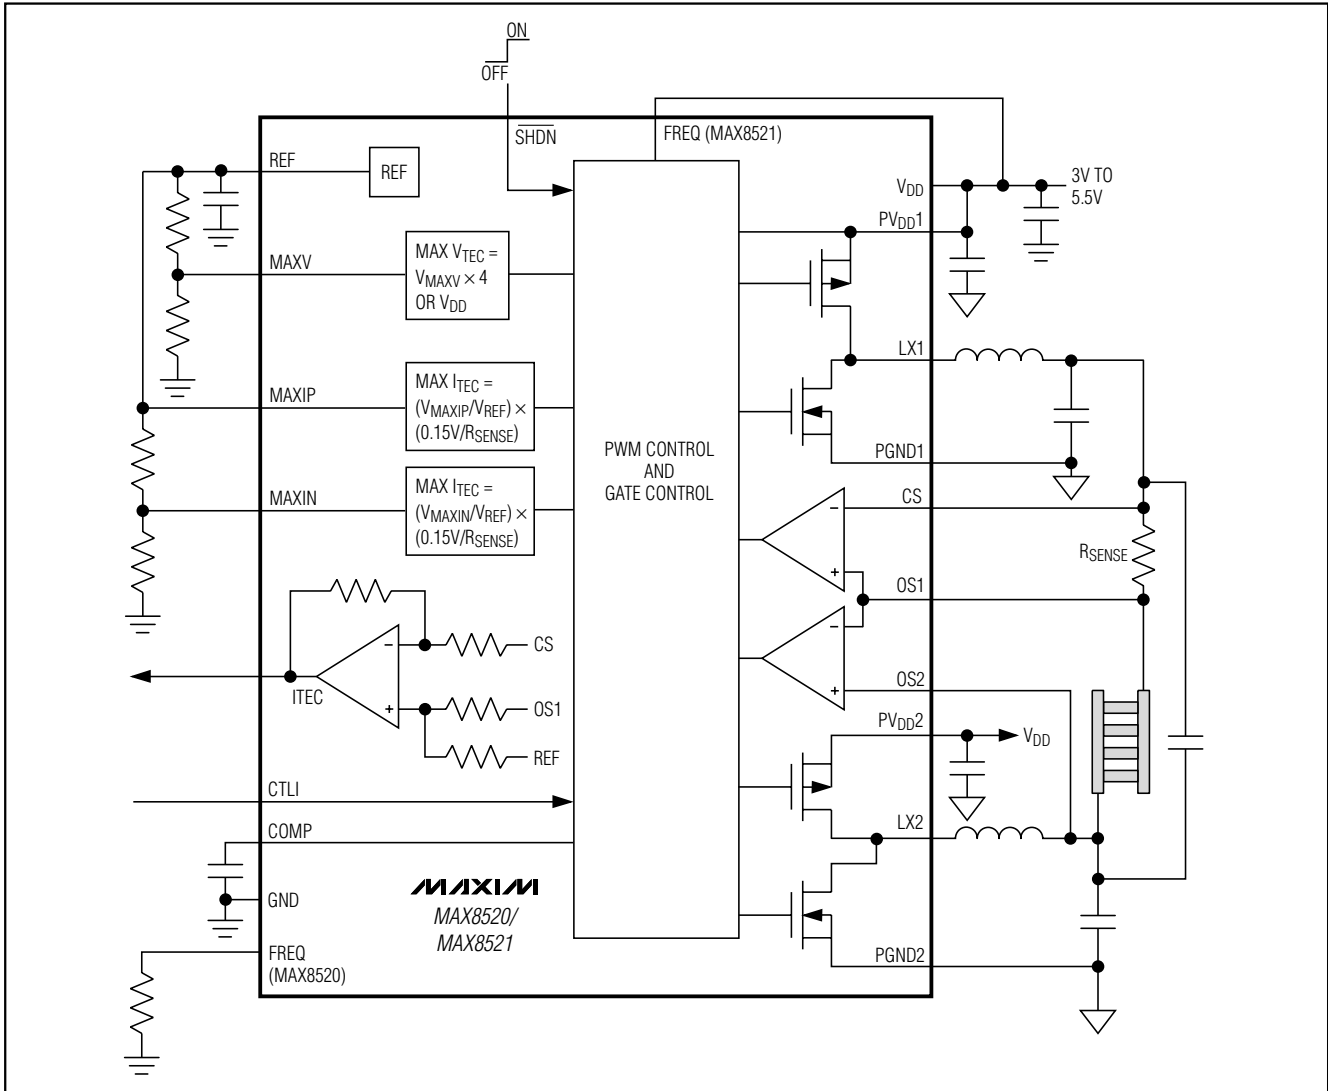 ON
OFF
SHDN
FREQ (MAX8521)
REF
REF
VDD
3V TO
5.5V
PVDD1
MAXV
MAX VTEC =
VMAXV × 4
OR VDD
LX1
MAXIP
MAX ITEC =
(VMAXIP/VREF) ×
(0.15V/RSENSE)
PWM CONTROL
AND
GATE CONTROL
PGND1
MAXIN
MAX ITEC =
(VMAXIN/VREF) ×
(0.15V/RSENSE)
CS
−
RSENSE
+
OS1
−
−
CS
ITEC
+
OS1
REF
+
OS2
PVDD2
VDD
CTLI
COMP
LX2
GND
MAXIM
MAX8520/
MAX8521
FREQ
(MAX8520)
PGND2